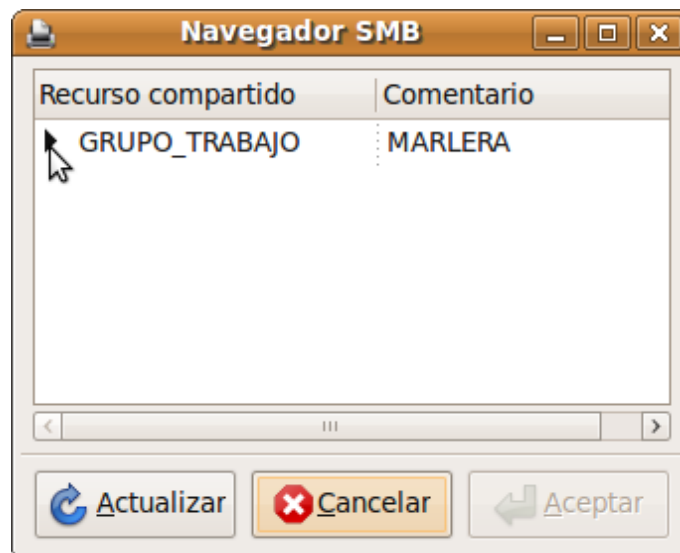 Navegador SMB
Recurso compartido Comentario
GRUPO_TRABAJO MARLERA
Actualizar Cancelar Aceptar